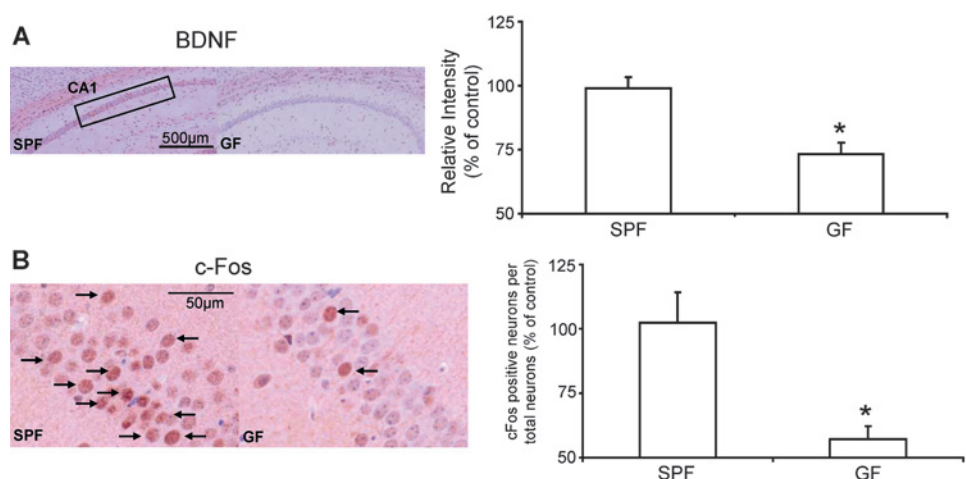 A
BDNF
CA1
SPF
500µm
GF
Relative Intensity
(% of control)
125
100
75
50
SPF
GF
*
B
c-Fos
50µm
SPF
GF
cFos positive neurons per
total neurons (% of control)
125
100
75
50
SPF
GF
*